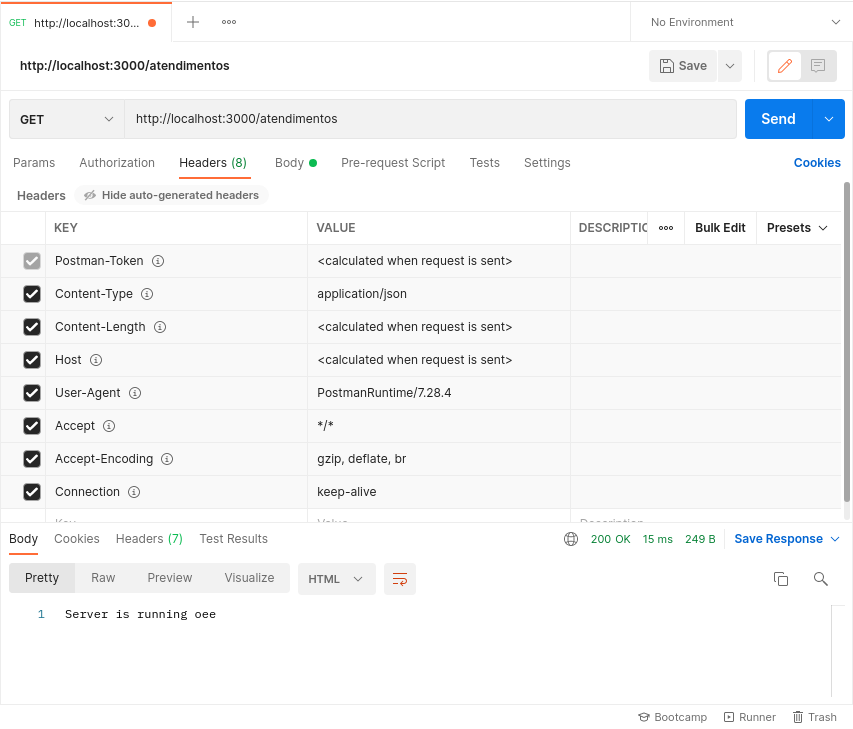 GET http://localhost:30...
No Environment
http://localhost:3000/atendimentos
Save
GET http://localhost:3000/atendimentos Send
Params Authorization Headers (8) Body Pre-request Script Tests Settings Cookies
Headers Hide auto-generated headers
KEY VALUE DESCRIPTIC Bulk Edit Presets
Postman-Token <calculated when request is sent>
Content-Type application/json
Content-Length <calculated when request is sent>
Host <calculated when request is sent>
User-Agent PostmanRuntime/7.28.4
Accept */*
Accept-Encoding gzip, deflate, br
Connection keep-alive
Key Value Description
Body Cookies Headers (7) Test Results 200 OK 15 ms 249 B Save Response
Pretty Raw Preview Visualize HTML
1 Server is running oee
Bootcamp Runner Trash